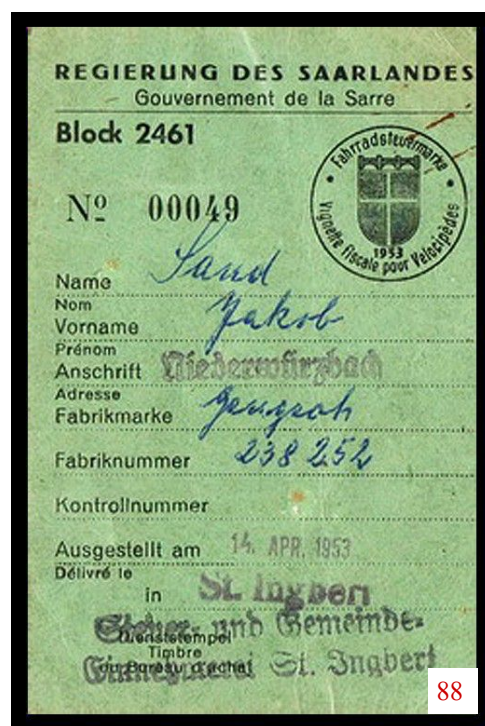 REGIERUNG DES SAARLANDES
Gouvernement de la Sarre
Block 2461
Fahrradsteuermarke
1953
Vignette fiscale pour Velocipèdes
Nº 00049
Name Sand
Nom
Vorname Jakob
Prénom
Anschrift Niederwürzbach
Adresse
Fabrikmarke
Fabriknummer 238 252
Kontrollnummer
Ausgestellt am 14. APR. 1953
Délivré le
in St. Ingbert
Steuer- und Gemeinde-
Dienststempel
Timbre
Einnehmerei St. Ingbert
du Bureau d'achat
88